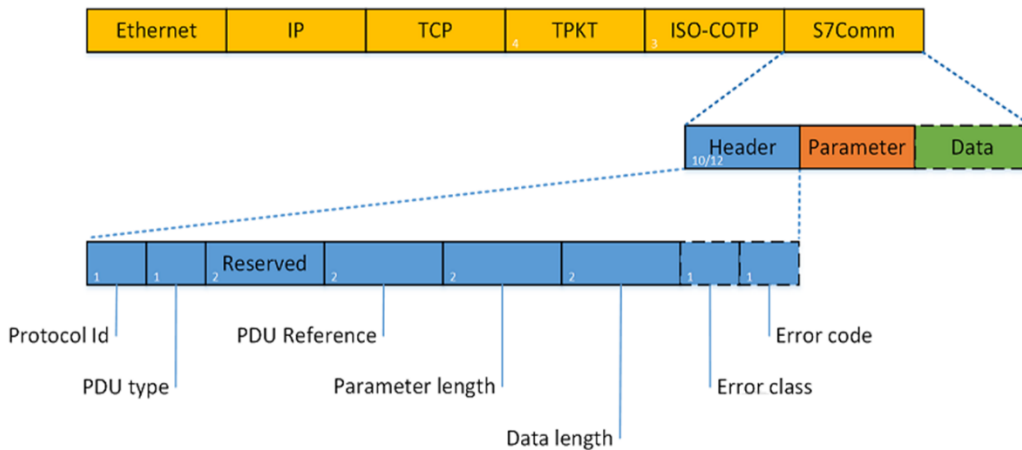 Ethernet IP TCP 4 TPKT 3 ISO-COTP S7Comm
10/12 Header Parameter Data
1 1 2 Reserved 2 2 2 1 1
Protocol Id PDU Reference Error code
PDU type Parameter length Error class
Data length